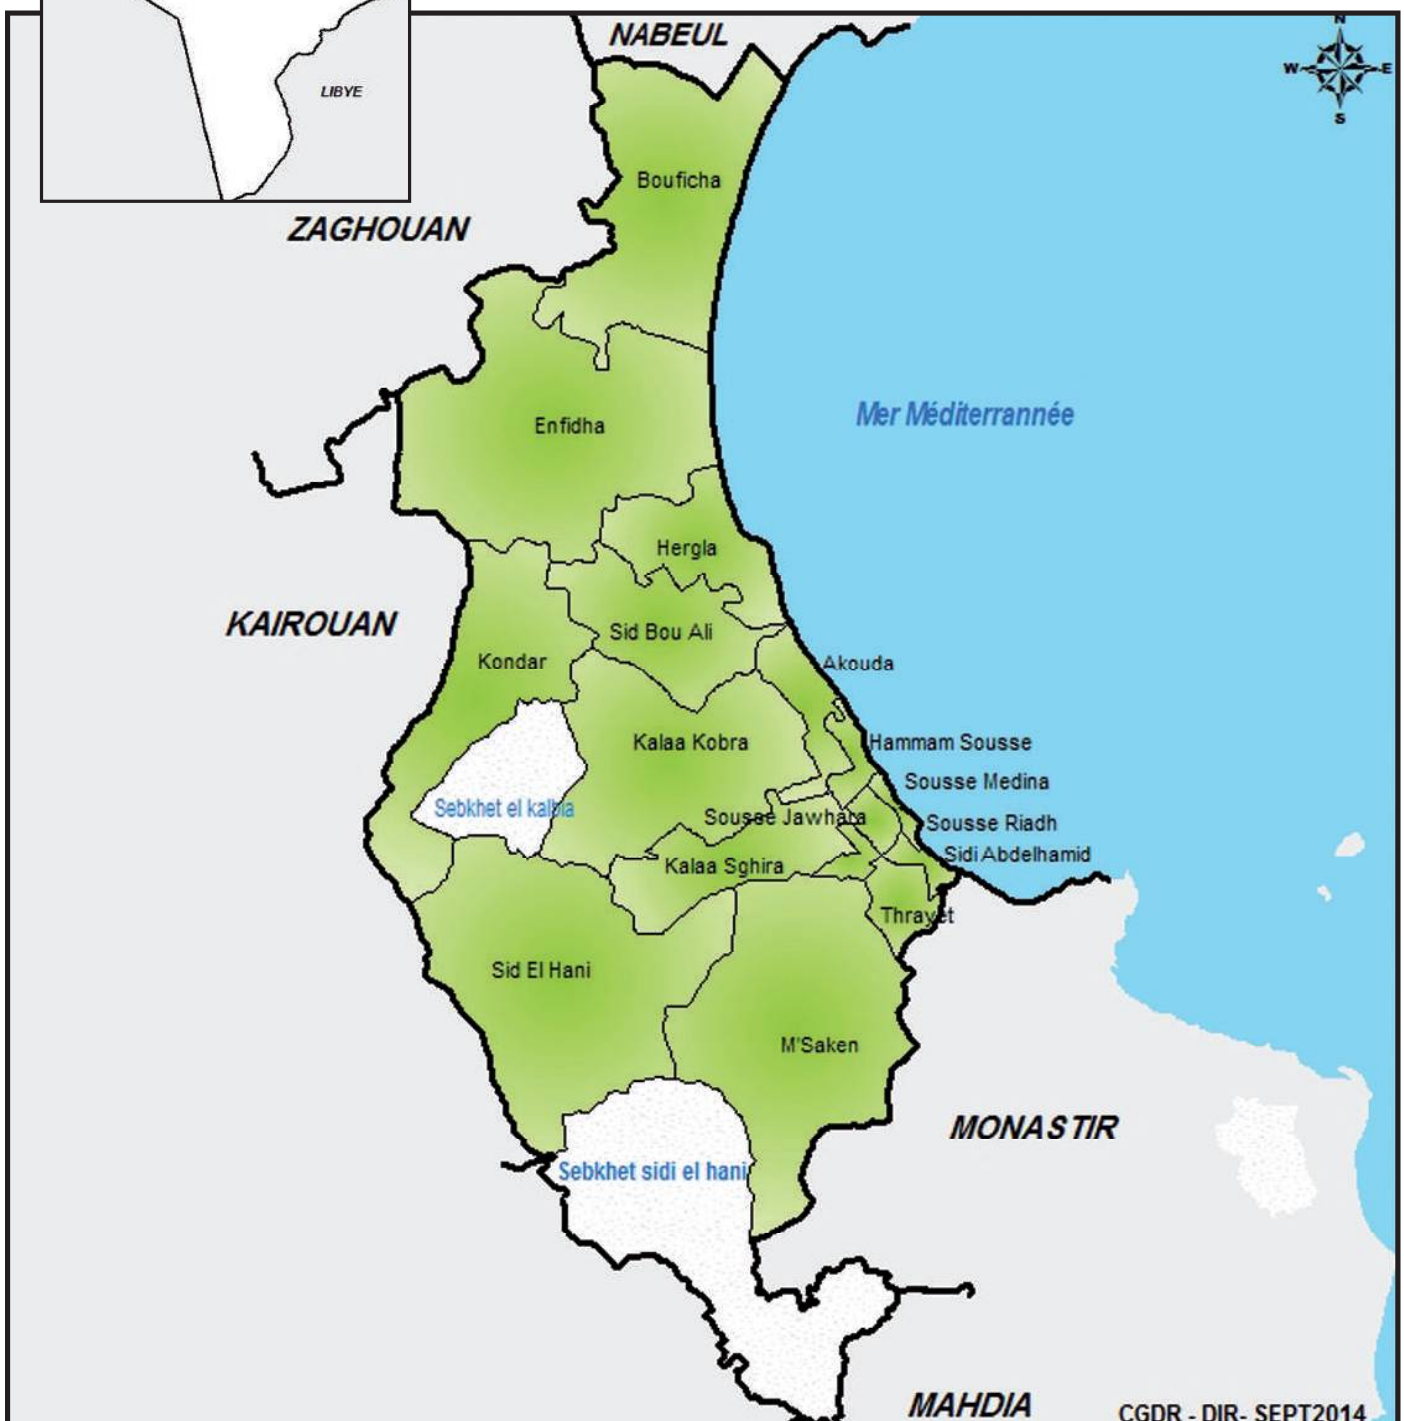 N
NABEUL
W
E
LIBYE
S
Bouficha
ZAGHOUAN
Mer Méditerrannée
Enfidha
Hergla
KAIROUAN
Sid Bou Ali
Kondar
Akouda
Kalaa Kobra
Hammam Sousse
Sousse Medina
Sebkhet el kalbia
Sousse Jawhara
Sousse Riadh
Sidi Abdelhamid
Kalaa Sghira
Thrayet
Sid El Hani
M'Saken
MONASTIR
Sebkhet sidi el hani
MAHDIA
CGDR - DIR- SEPT2014